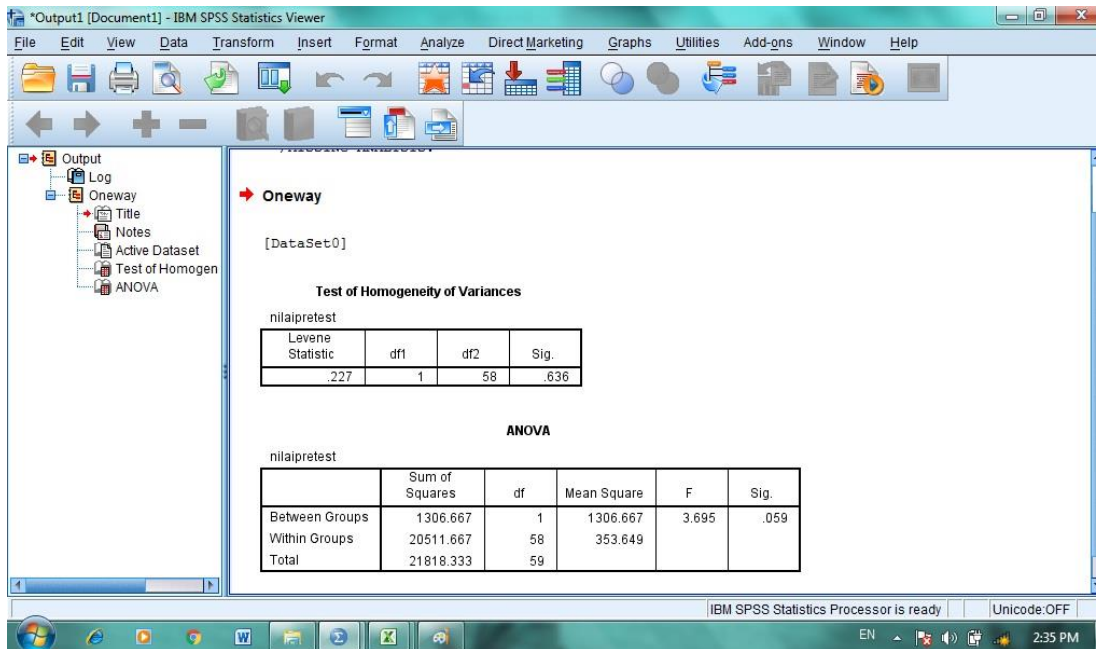 *Output1 [Document1] - IBM SPSS Statistics Viewer
File Edit View Data Transform Insert Format Analyze Direct Marketing Graphs Utilities Add-ons Window Help
Output
Log
Oneway
Title
Notes
Active Dataset
Test of Homogen
ANOVA
Oneway
[DataSet0]
Test of Homogeneity of Variances
nilaipretest
Levene Statistic df1 df2 Sig.
.227 1 58 .636
ANOVA
nilaipretest
Sum of Squares df Mean Square F Sig.
Between Groups 1306.667 1 1306.667 3.695 .059
Within Groups 20511.667 58 353.649
Total 21818.333 59
IBM SPSS Statistics Processor is ready Unicode:OFF
EN 2:35 PM